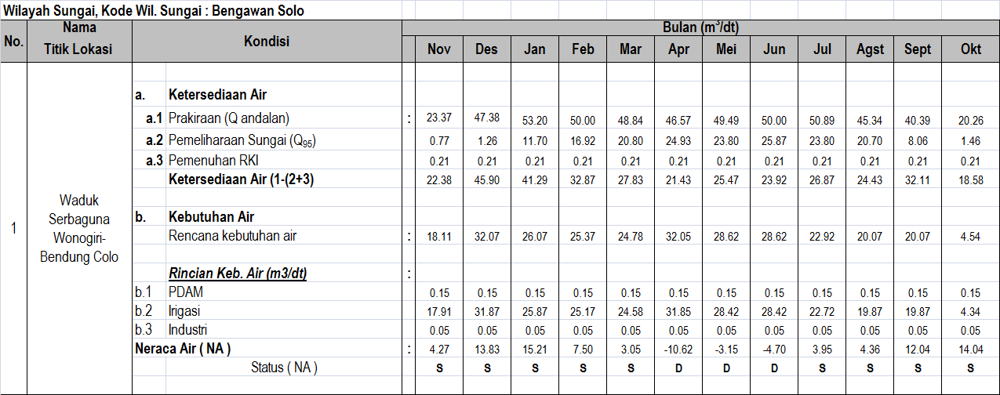 Wilayah Sungai, Kode Wil. Sungai : Bengawan Solo
No. Nama Titik Lokasi Kondisi Bulan (m³/dt)
Nov Des Jan Feb Mar Apr Mei Jun Jul Agst Sept Okt
a. Ketersediaan Air
a.1 Prakiraan (Q andalan) : 23.37 47.38 53.20 50.00 48.84 46.57 49.49 50.00 50.89 45.34 40.39 20.26
a.2 Pemeliharaan Sungai (Q95) 0.77 1.26 11.70 16.92 20.80 24.93 23.80 25.87 23.80 20.70 8.06 1.46
a.3 Pemenuhan RKI 0.21 0.21 0.21 0.21 0.21 0.21 0.21 0.21 0.21 0.21 0.21 0.21
Ketersediaan Air (1-(2+3) 22.38 45.90 41.29 32.87 27.83 21.43 25.47 23.92 26.87 24.43 32.11 18.58
1 Waduk
Serbaguna
Wonogiri-
Bendung Colo
b. Kebutuhan Air
Rencana kebutuhan air : 18.11 32.07 26.07 25.37 24.78 32.05 28.62 28.62 22.92 20.07 20.07 4.54
Rincian Keb. Air (m3/dt) :
b.1 PDAM 0.15 0.15 0.15 0.15 0.15 0.15 0.15 0.15 0.15 0.15 0.15 0.15
b.2 Irigasi 17.91 31.87 25.87 25.17 24.58 31.85 28.42 28.42 22.72 19.87 19.87 4.34
b.3 Industri 0.05 0.05 0.05 0.05 0.05 0.05 0.05 0.05 0.05 0.05 0.05 0.05
Neraca Air ( NA ) : 4.27 13.83 15.21 7.50 3.05 -10.62 -3.15 -4.70 3.95 4.36 12.04 14.04
Status ( NA ) S S S S S D D D S S S S